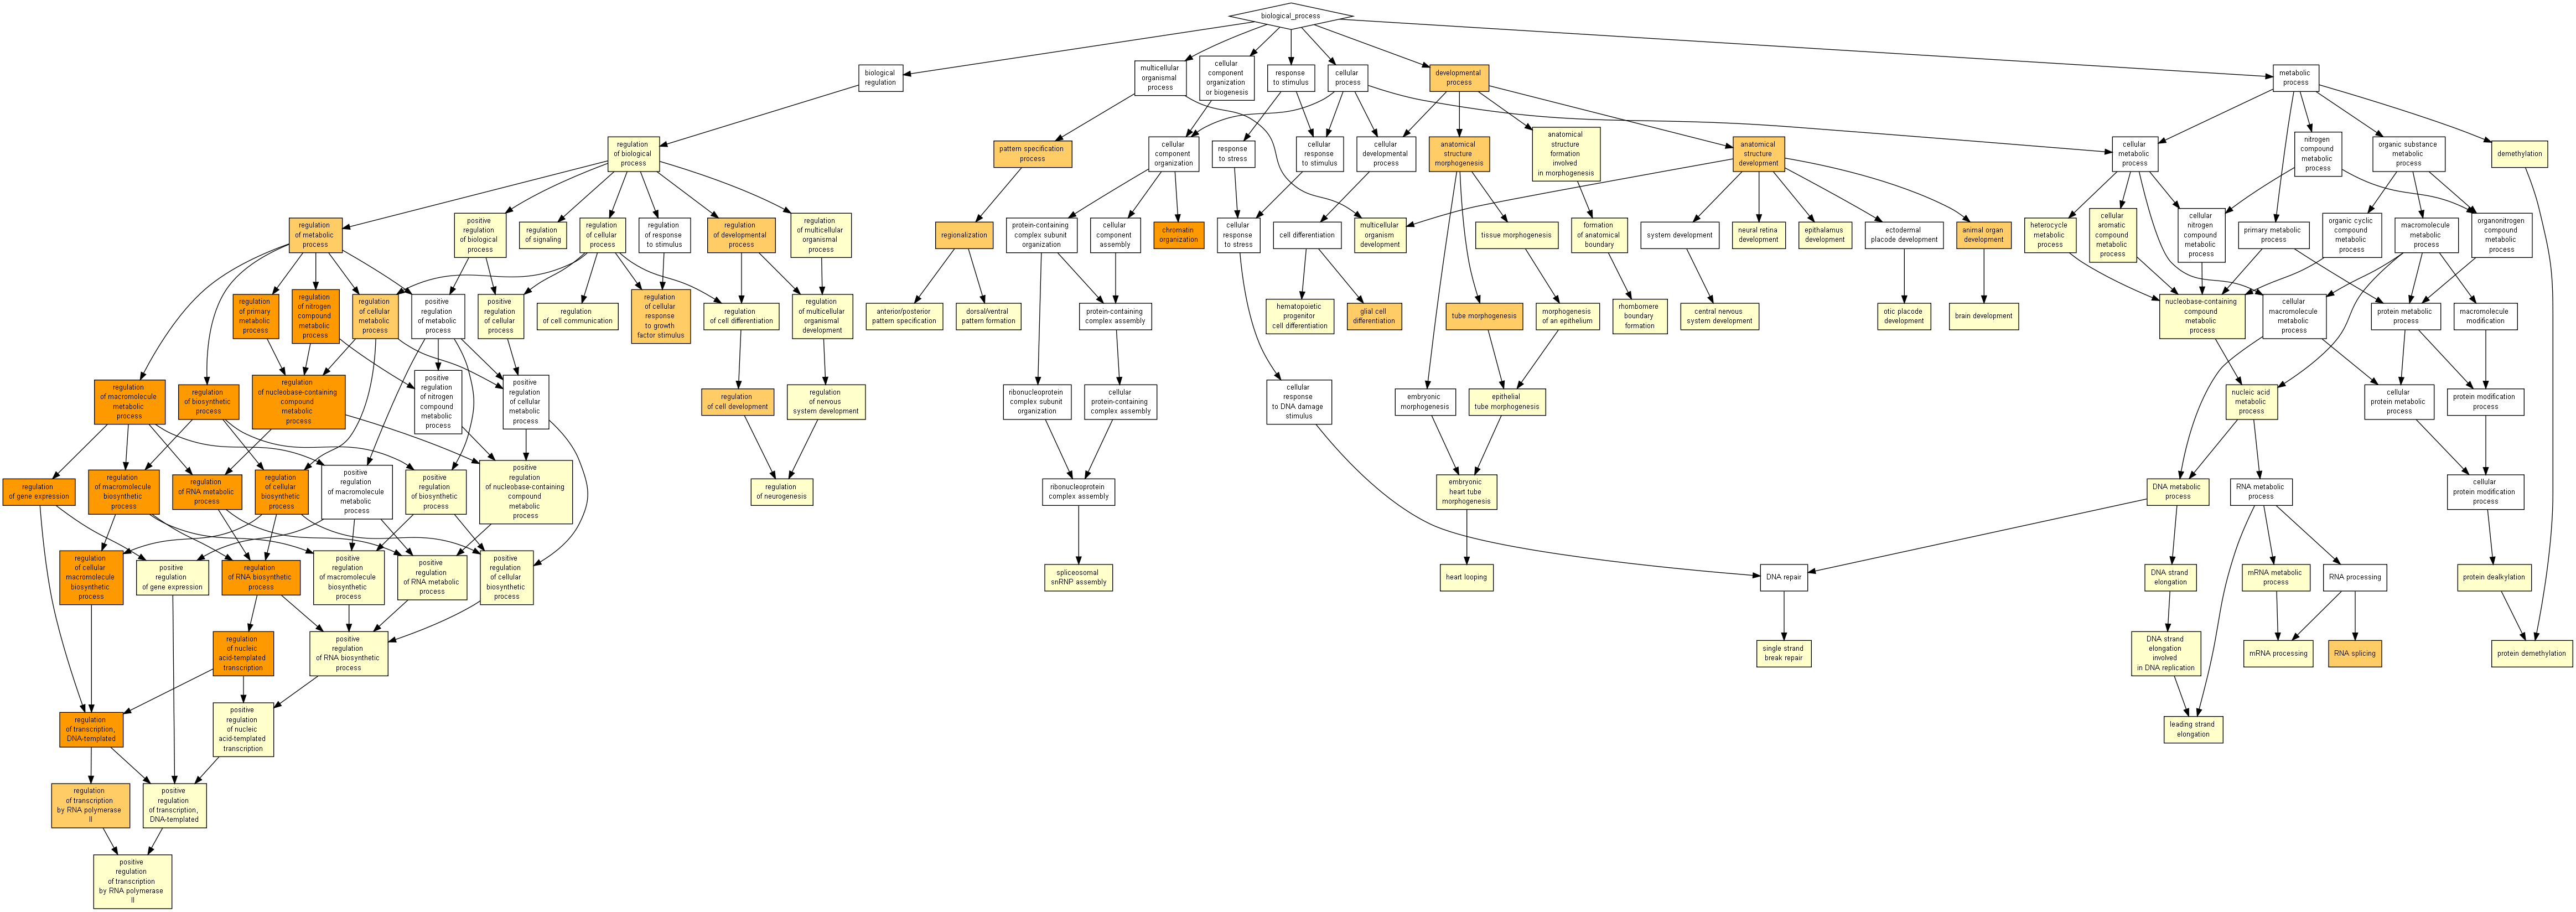 biological_process
biological
regulation
multicellular
organismal
process
cellular
component
organization
or biogenesis
response
to stimulus
cellular
process
developmental
process
metabolic
process
regulation
of biological
process
pattern specification
process
cellular
component
organization
response
to stress
cellular
response
to stimulus
cellular
developmental
process
anatomical
structure
morphogenesis
anatomical
structure
formation
involved
in morphogenesis
anatomical
structure
development
cellular
metabolic
process
nitrogen
compound
metabolic
process
organic substance
metabolic
process
demethylation
regulation
of metabolic
process
positive
regulation
of biological
process
regulation
of signaling
regulation
of cellular
process
regulation
of response
to stimulus
regulation
of developmental
process
regulation
of multicellular
organismal
process
regionalization
protein-containing
complex subunit
organization
cellular
component
assembly
chromatin
organization
cellular
response
to stress
cell differentiation
multicellular
organism
development
tissue morphogenesis
formation
of anatomical
boundary
system development
neural retina
development
epithalamus
development
ectodermal
placode development
animal organ
development
heterocycle
metabolic
process
cellular
aromatic
compound
metabolic
process
cellular
nitrogen
compound
metabolic
process
primary metabolic
process
organic cyclic
compound
metabolic
process
macromolecule
metabolic
process
organonitrogen
compound
metabolic
process
regulation
of primary
metabolic
process
regulation
of nitrogen
compound
metabolic
process
regulation
of cellular
metabolic
process
positive
regulation
of metabolic
process
positive
regulation
of cellular
process
regulation
of cell communication
regulation
of cellular
response
to growth
factor stimulus
regulation
of cell differentiation
regulation
of multicellular
organismal
development
anterior/posterior
pattern specification
dorsal/ventral
pattern formation
protein-containing
complex assembly
hematopoietic
progenitor
cell differentiation
glial cell
differentiation
tube morphogenesis
morphogenesis
of an epithelium
rhombomere
boundary
formation
central nervous
system development
otic placode
development
brain development
nucleobase-containing
compound
metabolic
process
cellular
macromolecule
metabolic
process
protein metabolic
process
macromolecule
modification
regulation
of macromolecule
metabolic
process
regulation
of biosynthetic
process
regulation
of nucleobase-containing
compound
metabolic
process
positive
regulation
of nitrogen
compound
metabolic
process
positive
regulation
of cellular
metabolic
process
regulation
of cell development
regulation
of nervous
system development
ribonucleoprotein
complex subunit
organization
cellular
protein-containing
complex assembly
cellular
response
to DNA damage
stimulus
embryonic
morphogenesis
epithelial
tube morphogenesis
nucleic acid
metabolic
process
cellular
protein metabolic
process
protein modification
process
regulation
of gene expression
regulation
of macromolecule
biosynthetic
process
regulation
of RNA metabolic
process
regulation
of cellular
biosynthetic
process
positive
regulation
of macromolecule
metabolic
process
positive
regulation
of biosynthetic
process
positive
regulation
of nucleobase-containing
compound
metabolic
process
regulation
of neurogenesis
ribonucleoprotein
complex assembly
embryonic
heart tube
morphogenesis
DNA metabolic
process
RNA metabolic
process
cellular
protein modification
process
regulation
of cellular
macromolecule
biosynthetic
process
positive
regulation
of gene expression
regulation
of RNA biosynthetic
process
positive
regulation
of macromolecule
biosynthetic
process
positive
regulation
of RNA metabolic
process
positive
regulation
of cellular
biosynthetic
process
spliceosomal
snRNP assembly
heart looping
DNA repair
DNA strand
elongation
mRNA metabolic
process
RNA processing
protein dealkylation
regulation
of nucleic
acid-templated
transcription
positive
regulation
of RNA biosynthetic
process
single strand
break repair
DNA strand
elongation
involved
in DNA replication
mRNA processing
RNA splicing
protein demethylation
regulation
of transcription,
DNA-templated
positive
regulation
of nucleic
acid-templated
transcription
leading strand
elongation
regulation
of transcription
by RNA polymerase
II
positive
regulation
of transcription,
DNA-templated
positive
regulation
of transcription
by RNA polymerase
II